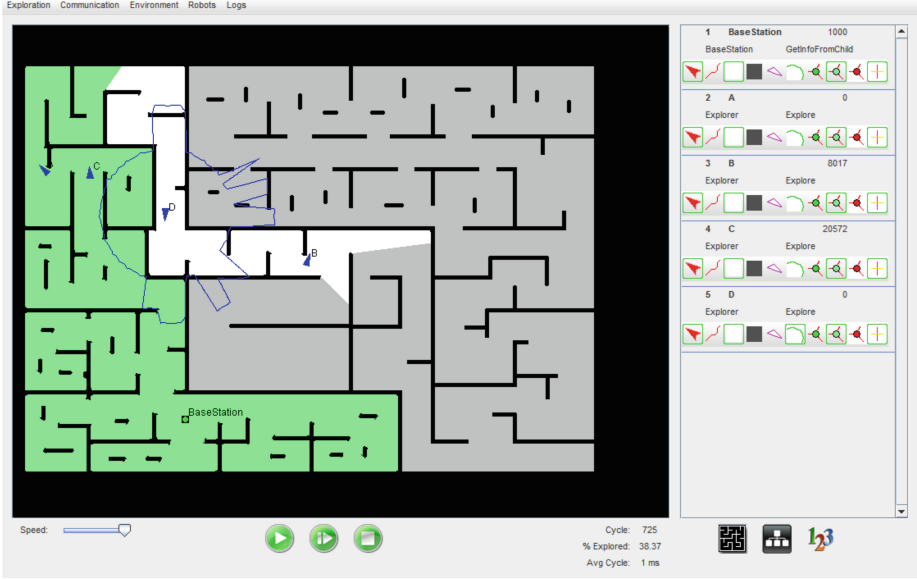 Exploration Communication Environment Robots Logs
1 BaseStation 1000
BaseStation GetInfoFromChild
2 A 0
Explorer Explore
3 B 8017
Explorer Explore
4 C 20572
Explorer Explore
5 D 0
Explorer Explore
C
D
B
BaseStation
Speed:
Cycle: 725
% Explored: 38.37
Avg Cycle: 1 ms
123